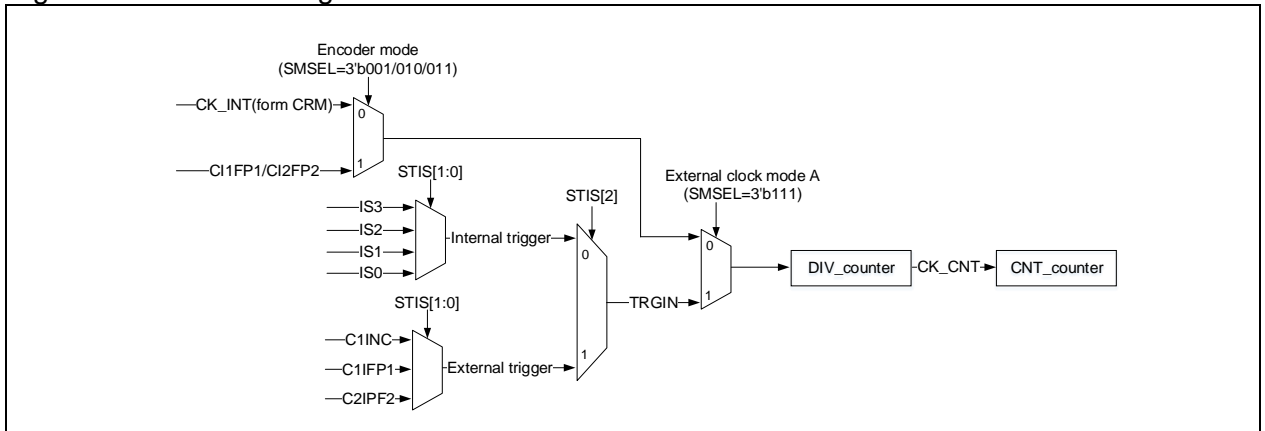 Encoder mode
(SMSEL=3'b001/010/011)
CK_INT(form CRM)
0
CI1FP1/CI2FP2
1
STIS[1:0]
IS3
IS2
IS1
IS0
Internal trigger
STIS[2]
0
1
External clock mode A
(SMSEL=3'b111)
0
1
TRGIN
DIV_counter
CK_CNT
CNT_counter
STIS[1:0]
C1INC
C1IFP1
C2IPF2
External trigger